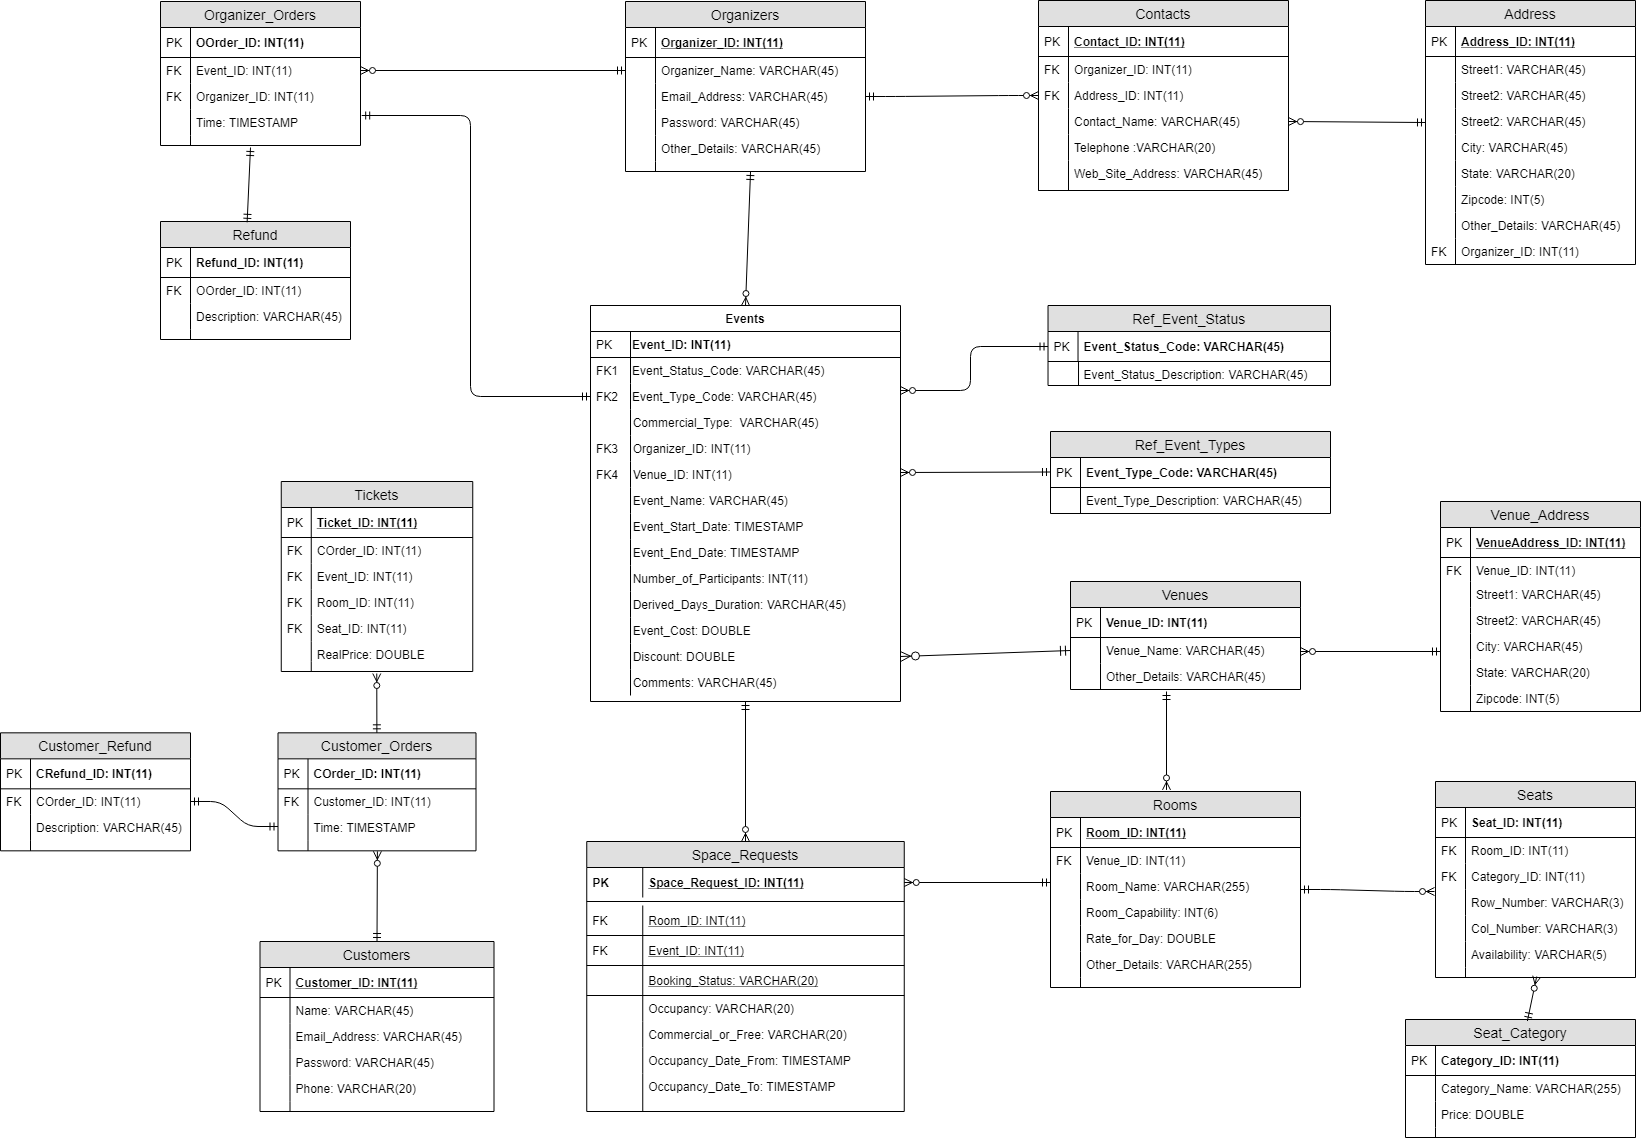 Organizer_Orders
PK OOrder_ID: INT(11)
FK Event_ID: INT(11)
FK Organizer_ID: INT(11)
Time: TIMESTAMP
Organizers
PK Organizer_ID: INT(11)
Organizer_Name: VARCHAR(45)
Email_Address: VARCHAR(45)
Password: VARCHAR(45)
Other_Details: VARCHAR(45)
Contacts
PK Contact_ID: INT(11)
FK Organizer_ID: INT(11)
FK Address_ID: INT(11)
Contact_Name: VARCHAR(45)
Telephone :VARCHAR(20)
Web_Site_Address: VARCHAR(45)
Address
PK Address_ID: INT(11)
Street1: VARCHAR(45)
Street2: VARCHAR(45)
Street2: VARCHAR(45)
City: VARCHAR(45)
State: VARCHAR(20)
Zipcode: INT(5)
Other_Details: VARCHAR(45)
FK Organizer_ID: INT(11)
Refund
PK Refund_ID: INT(11)
FK OOrder_ID: INT(11)
Description: VARCHAR(45)
Events
PK Event_ID: INT(11)
FK1 Event_Status_Code: VARCHAR(45)
FK2 Event_Type_Code: VARCHAR(45)
Commercial_Type: VARCHAR(45)
FK3 Organizer_ID: INT(11)
FK4 Venue_ID: INT(11)
Event_Name: VARCHAR(45)
Event_Start_Date: TIMESTAMP
Event_End_Date: TIMESTAMP
Number_of_Participants: INT(11)
Derived_Days_Duration: VARCHAR(45)
Event_Cost: DOUBLE
Discount: DOUBLE
Comments: VARCHAR(45)
Ref_Event_Status
PK Event_Status_Code: VARCHAR(45)
Event_Status_Description: VARCHAR(45)
Ref_Event_Types
PK Event_Type_Code: VARCHAR(45)
Event_Type_Description: VARCHAR(45)
Tickets
PK Ticket_ID: INT(11)
FK COrder_ID: INT(11)
FK Event_ID: INT(11)
FK Room_ID: INT(11)
FK Seat_ID: INT(11)
RealPrice: DOUBLE
Venue_Address
PK VenueAddress_ID: INT(11)
FK Venue_ID: INT(11)
Street1: VARCHAR(45)
Street2: VARCHAR(45)
City: VARCHAR(45)
State: VARCHAR(20)
Zipcode: INT(5)
Venues
PK Venue_ID: INT(11)
Venue_Name: VARCHAR(45)
Other_Details: VARCHAR(45)
Customer_Refund
PK CRefund_ID: INT(11)
FK COrder_ID: INT(11)
Description: VARCHAR(45)
Customer_Orders
PK COrder_ID: INT(11)
FK Customer_ID: INT(11)
Time: TIMESTAMP
Rooms
PK Room_ID: INT(11)
FK Venue_ID: INT(11)
Room_Name: VARCHAR(255)
Room_Capability: INT(6)
Rate_for_Day: DOUBLE
Other_Details: VARCHAR(255)
Seats
PK Seat_ID: INT(11)
FK Room_ID: INT(11)
FK Category_ID: INT(11)
Row_Number: VARCHAR(3)
Col_Number: VARCHAR(3)
Availability: VARCHAR(5)
Space_Requests
PK Space_Request_ID: INT(11)
FK Room_ID: INT(11)
FK Event_ID: INT(11)
Booking_Status: VARCHAR(20)
Occupancy: VARCHAR(20)
Commercial_or_Free: VARCHAR(20)
Occupancy_Date_From: TIMESTAMP
Occupancy_Date_To: TIMESTAMP
Customers
PK Customer_ID: INT(11)
Name: VARCHAR(45)
Email_Address: VARCHAR(45)
Password: VARCHAR(45)
Phone: VARCHAR(20)
Seat_Category
PK Category_ID: INT(11)
Category_Name: VARCHAR(255)
Price: DOUBLE